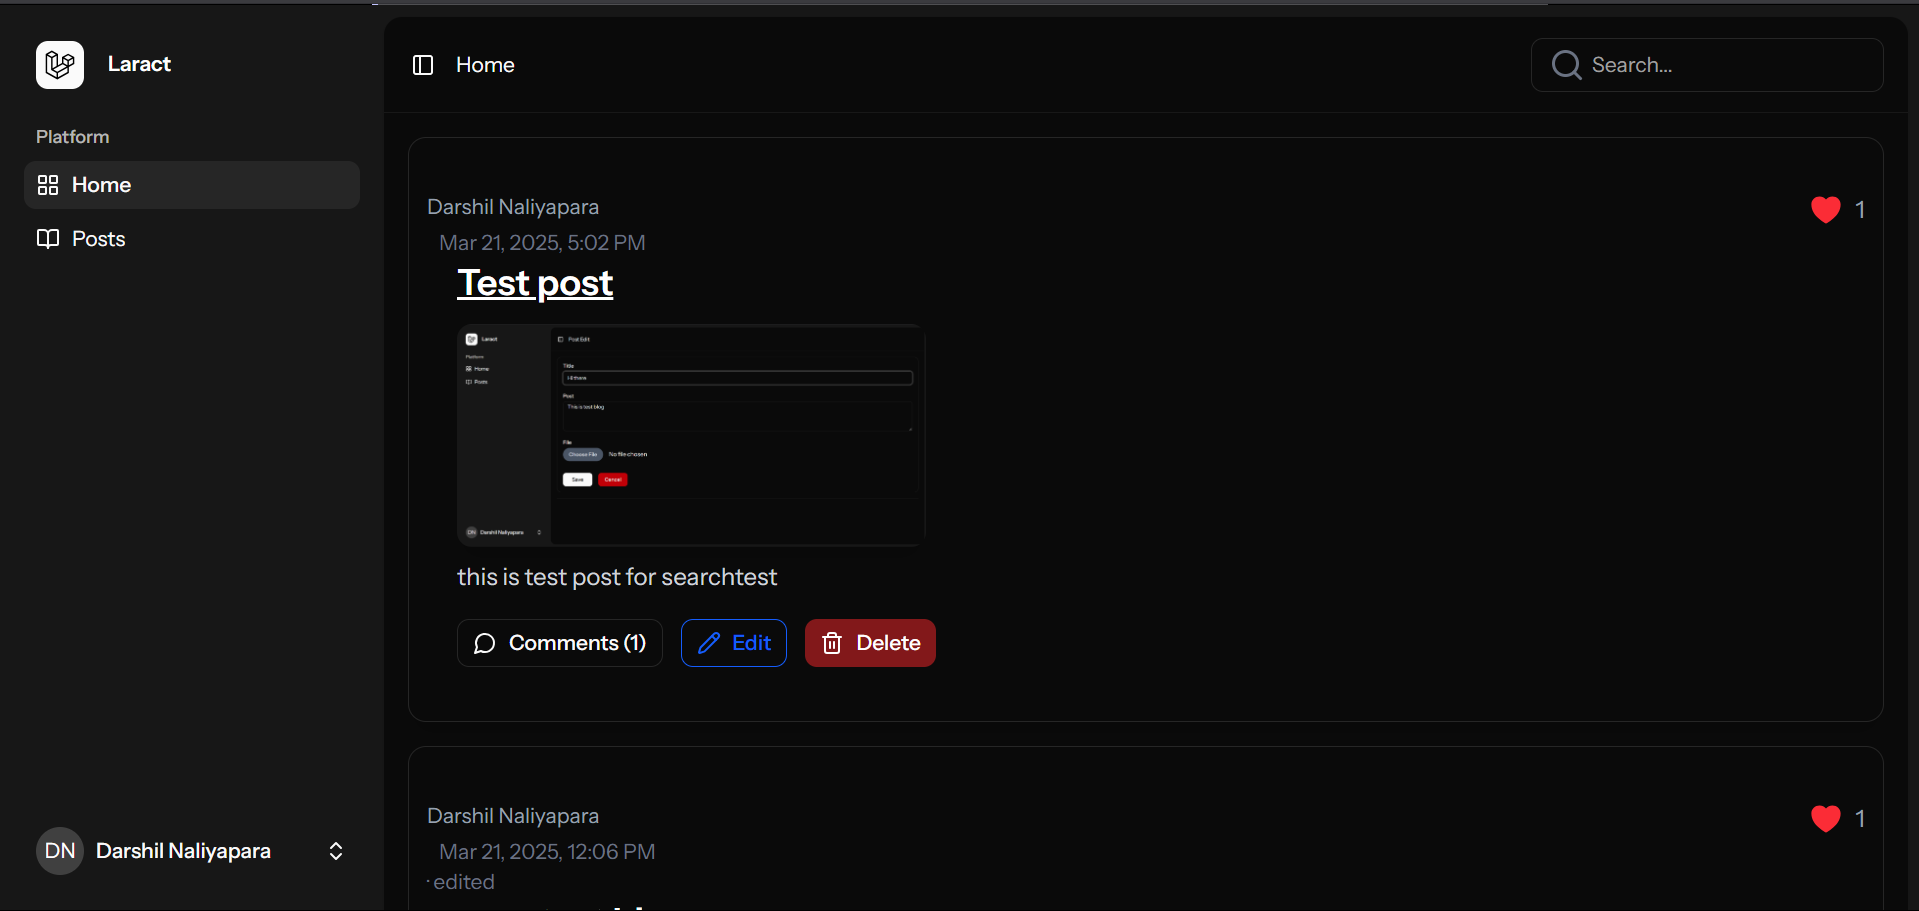 Laract
Home
Search...
Platform
Home
Posts
Darshil Naliyapara
1
Mar 21, 2025, 5:02 PM
Test post
Laract
Post Edit
Platform
Home
Posts
Title
Post
This is test blog
File
Choose File No file chosen
Save Cancel
DN Darshil Naliyapara
this is test post for searchtest
Comments (1)
Edit
Delete
Darshil Naliyapara
1
Mar 21, 2025, 12:06 PM
· edited
DN Darshil Naliyapara